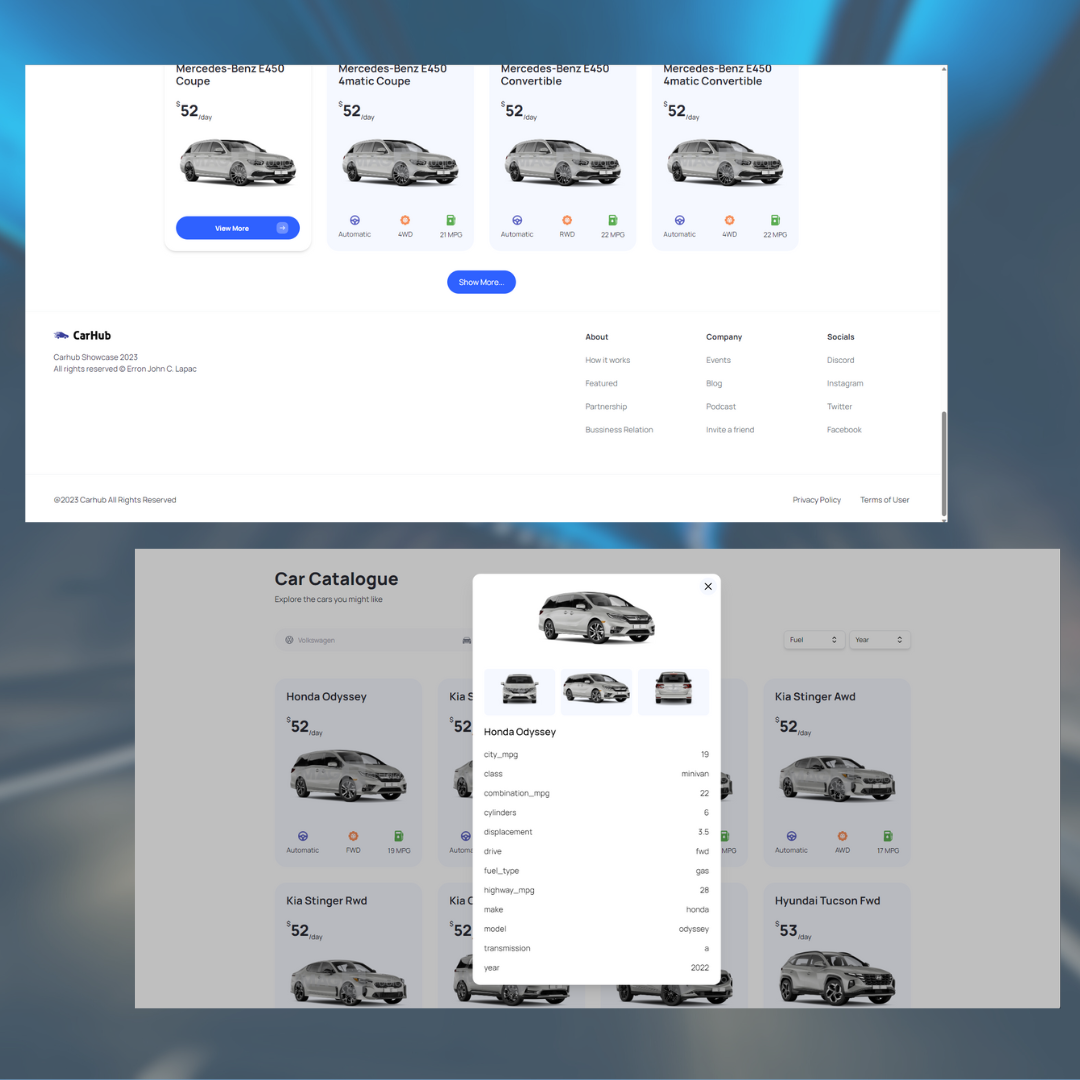 Mercedes-Benz E450 Coupe
Mercedes-Benz E450 4matic Coupe
Mercedes-Benz E450 Convertible
Mercedes-Benz E450 4matic Convertible
$52/day
$52/day
$52/day
$52/day
View More
Automatic 4WD 21 MPG
Automatic RWD 22 MPG
Automatic 4WD 22 MPG
Show More...
CarHub
Carhub Showcase 2023
All rights reserved © Erron John C. Lapac
About
How it works
Featured
Partnership
Bussiness Relation
Company
Events
Blog
Podcast
Invite a friend
Socials
Discord
Instagram
Twitter
Facebook
@2023 Carhub All Rights Reserved
Privacy Policy
Terms of User
Car Catalogue
Explore the cars you might like
Volkswagen
Fuel
Year
Honda Odyssey
$52/day
Automatic FWD 19 MPG
Kia S
$52
Automa
MPG
Kia Stinger Awd
$52/day
Automatic AWD 17 MPG
Kia Stinger Rwd
$52/day
Kia C
$52
Hyundai Tucson Fwd
$53/day
Honda Odyssey
city_mpg 19
class minivan
combination_mpg 22
cylinders 6
displacement 3.5
drive fwd
fuel_type gas
highway_mpg 28
make honda
model odyssey
transmission a
year 2022